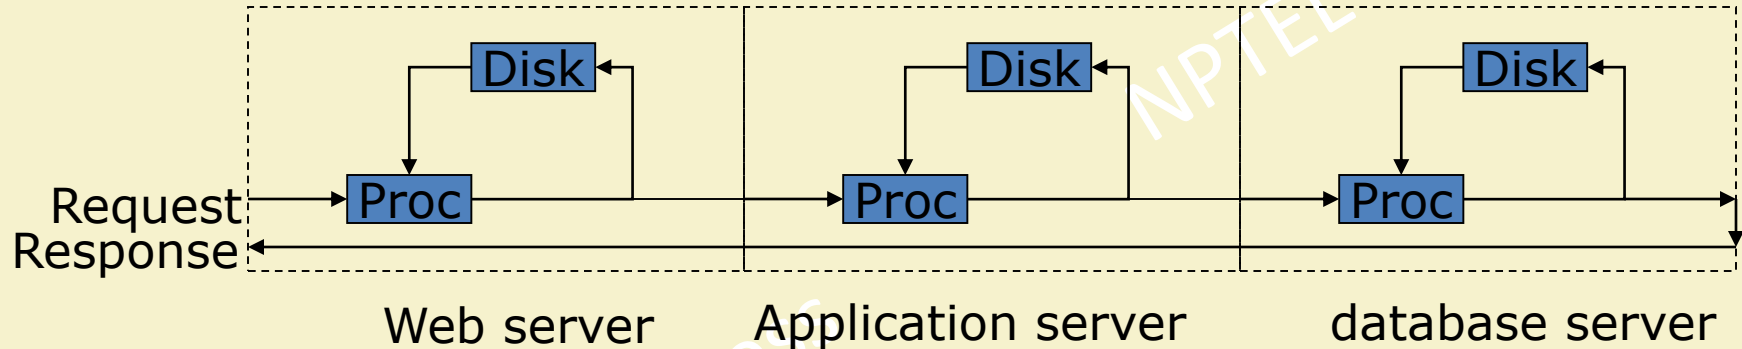 Disk Disk Disk
NPTEL
Proc Proc Proc
Request
Response
Web server Application server database server